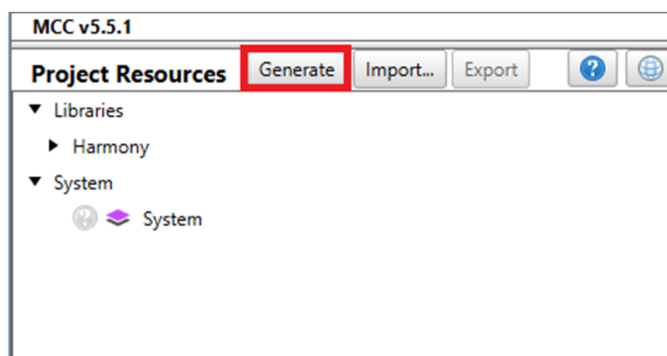 MCC v5.5.1
Project Resources Generate Import... Export ?
Libraries
Harmony
System
? System